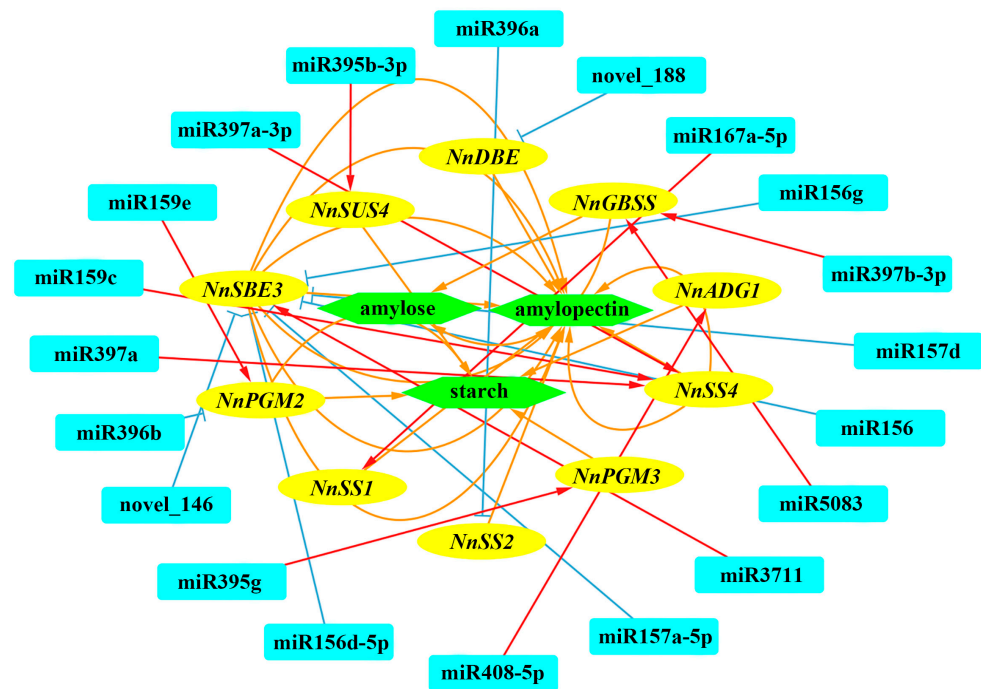 miR396a
miR395b-3p
novel_188
miR397a-3p
miR167a-5p
NnDBE
miR159e
NnSUS4
NnGBSS
miR156g
miR159c
NnSBE3
NnADG1
miR397b-3p
amylose
amylopectin
miR397a
miR157d
starch
NnSS4
NnPGM2
miR396b
miR156
NnSS1
NnPGM3
novel_146
miR5083
NnSS2
miR395g
miR3711
miR156d-5p
miR157a-5p
miR408-5p